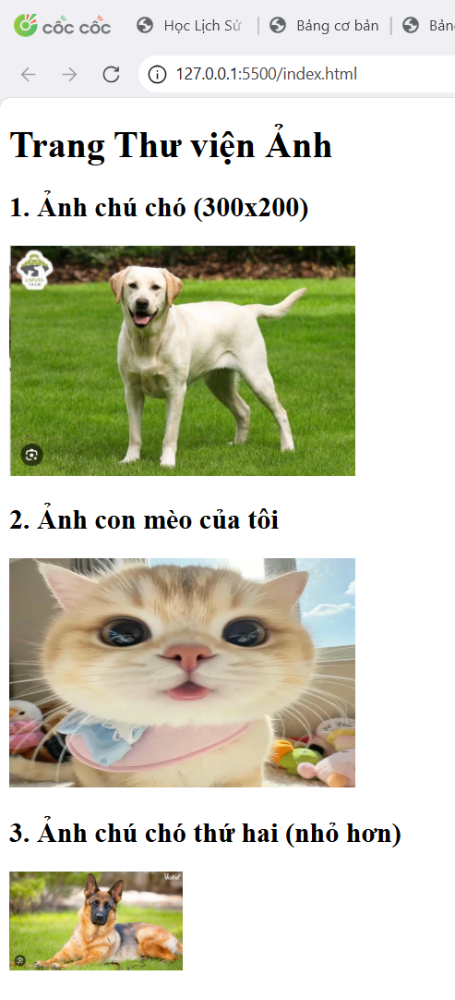 cốc cốc
Học Lịch Sử
Bảng cơ bản
Bản
127.0.0.1:5500/index.html
Trang Thư viện Ảnh
1. Ảnh chú chó (300x200)
2. Ảnh con mèo của tôi
3. Ảnh chú chó thứ hai (nhỏ hơn)